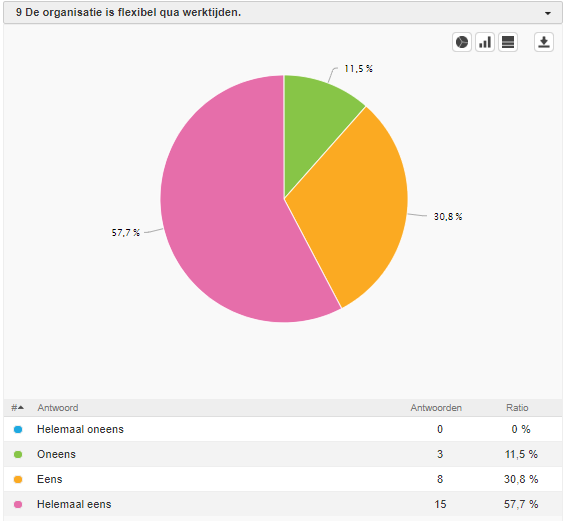 9 De organisatie is flexibel qua werktijden.
11,5 %
30,8 %
57,7 %
# Antwoord Antwoorden Ratio
Helemaal oneens 0 0 %
Oneens 3 11,5 %
Eens 8 30,8 %
Helemaal eens 15 57,7 %